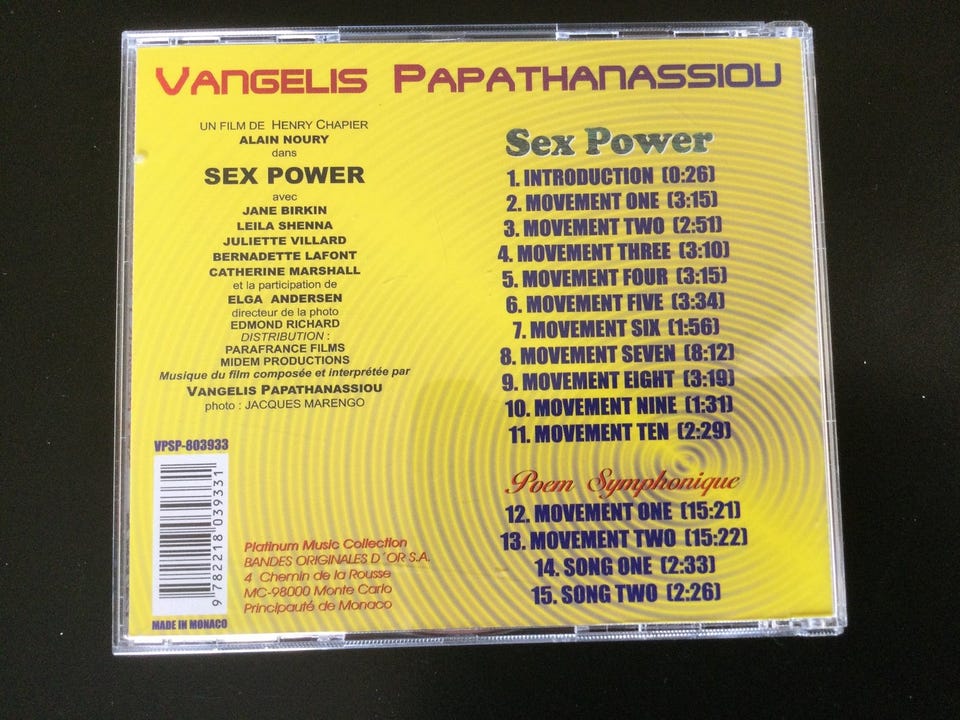 VANGELIS PAPATHANASSIOU
UN FILM DE HENRY CHAPIER
ALAIN NOURY
dans
SEX POWER
avec
JANE BIRKIN
LEILA SHENNA
JULIETTE VILLARD
BERNADETTE LAFONT
CATHERINE MARSHALL
et la participation de
ELGA ANDERSEN
directeur de la photo
EDMOND RICHARD
DISTRIBUTION :
PARAFRANCE FILMS
MIDEM PRODUCTIONS
Musique du film composée et interprétée par
VANGELIS PAPATHANASSIOU
photo : JACQUES MARENGO
VPSP-803933
9 782218 039331
MADE IN MONACO
Platinum Music Collection
BANDES ORIGINALES D´OR S.A.
4 Chemin de la Rousse
MC-98000 Monte Carlo
Principauté de Monaco
Sex Power
1. INTRODUCTION (0:26)
2. MOVEMENT ONE (3:15)
3. MOVEMENT TWO (2:51)
4. MOVEMENT THREE (3:10)
5. MOVEMENT FOUR (3:15)
6. MOVEMENT FIVE (3:34)
7. MOVEMENT SIX (1:56)
8. MOVEMENT SEVEN (8:12)
9. MOVEMENT EIGHT (3:19)
10. MOVEMENT NINE (1:31)
11. MOVEMENT TEN (2:29)
Poem Symphonique
12. MOVEMENT ONE (15:21)
13. MOVEMENT TWO (15:22)
14. SONG ONE (2:33)
15. SONG TWO (2:26)